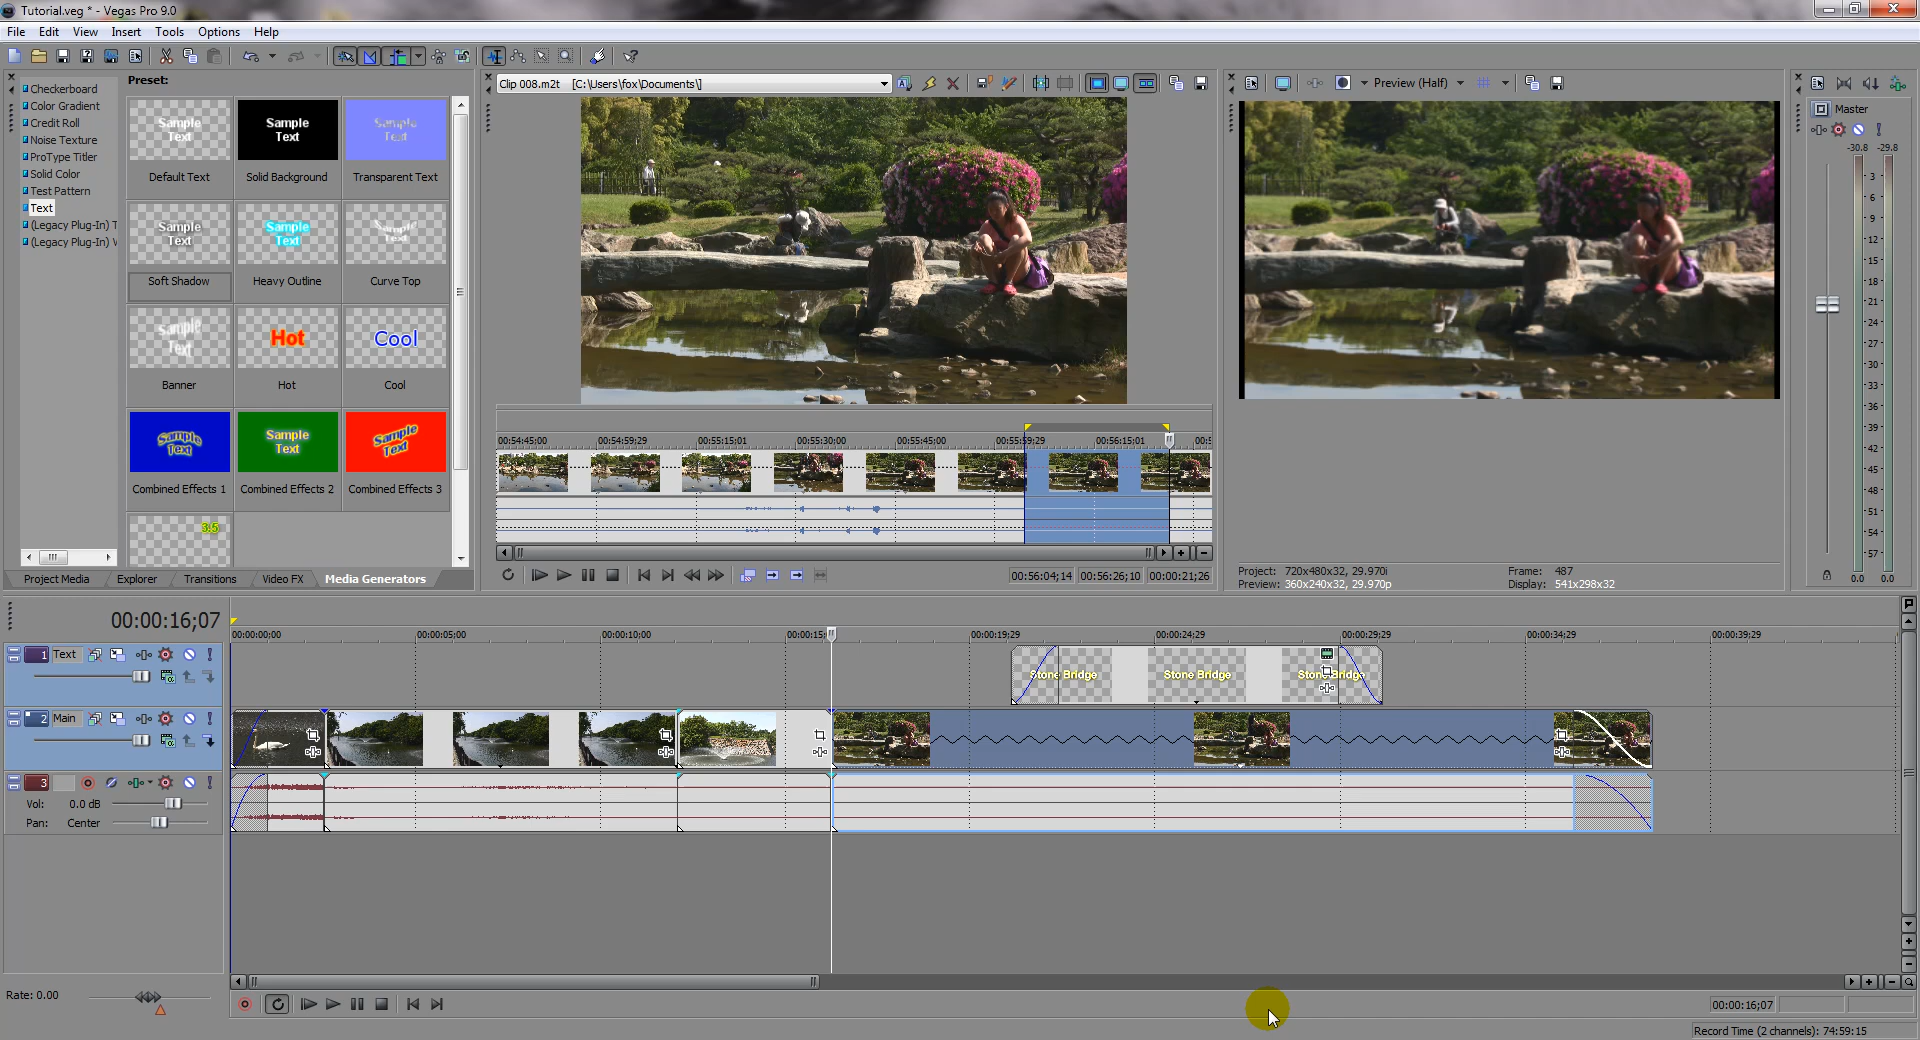 Tutorial.veg * - Vegas Pro 9.0
File Edit View Insert Tools Options Help
Checkerboard
Color Gradient
Credit Roll
Noise Texture
ProType Titler
Solid Color
Test Pattern
Text
(Legacy Plug-In) T
(Legacy Plug-In) V
Preset:
Sample Text Sample Text Sample Text
Default Text Solid Background Transparent Text
Sample Text Sample Text Sample Text
Soft Shadow Heavy Outline Curve Top
Sample Text Hot Cool
Banner Hot Cool
Sample Text Sample Text Sample Text
Combined Effects 1 Combined Effects 2 Combined Effects 3
3.5
Project Media Explorer Transitions Video FX Media Generators
Clip 008.m2t [C:\Users\fox\Documents\]
00:54:45;00 00:54:59;29 00:55:15;01 00:55:30;00 00:55:45;00 00:55:59;29 00:56:15;01 00:5
00:56:04;14 00:56:26;10 00:00:21;26
Preview (Half)
Project: 720x480x32, 29.970i Frame: 487
Preview: 360x240x32, 29.970p Display: 541x298x32
Master
-30.8 -29.8
3
6
9
12
15
18
21
24
27
30
33
36
39
42
45
48
51
54
57
0.0 0.0
00:00:16;07
00:00:00;00 00:00:05;00 00:00:10;00 00:00:15; 00:00:19;29 00:00:24;29 00:00:29;29 00:00:34;29 00:00:39;29
1 Text
Stone Bridge Stone Bridge Stone Bridge
2 Main
3
Vol: 0.0 dB
Pan: Center
Rate: 0.00
00:00:16;07
Record Time (2 channels): 74:59:15